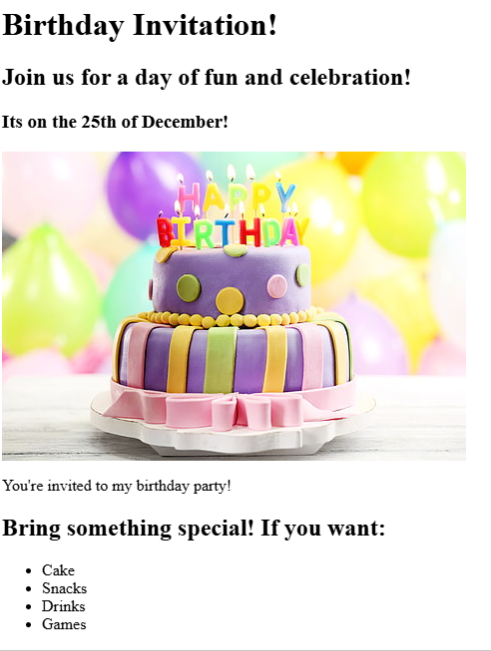 Birthday Invitation!
Join us for a day of fun and celebration!
Its on the 25th of December!
HAPPY
BIRTHDAY
You're invited to my birthday party!
Bring something special! If you want:
Cake
Snacks
Drinks
Games